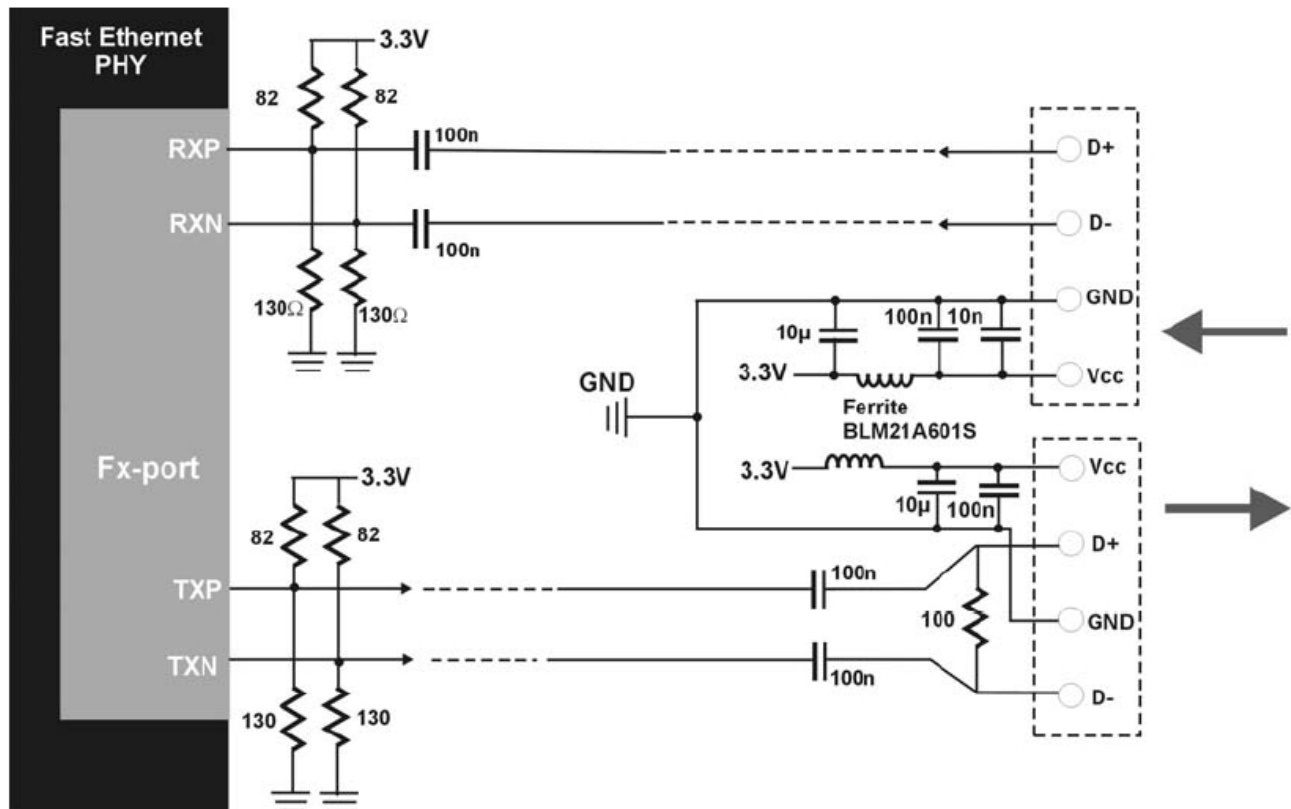 Fast Ethernet
PHY
3.3V
82
82
RXP
100n
D+
RXN
100n
D-
130Ω
130Ω
GND
10µ
100n
10n
3.3V
Vcc
GND
Ferrite
BLM21A601S
Fx-port
3.3V
3.3V
Vcc
10µ
100n
82
82
D+
TXP
100n
100
GND
TXN
100n
D-
130
130